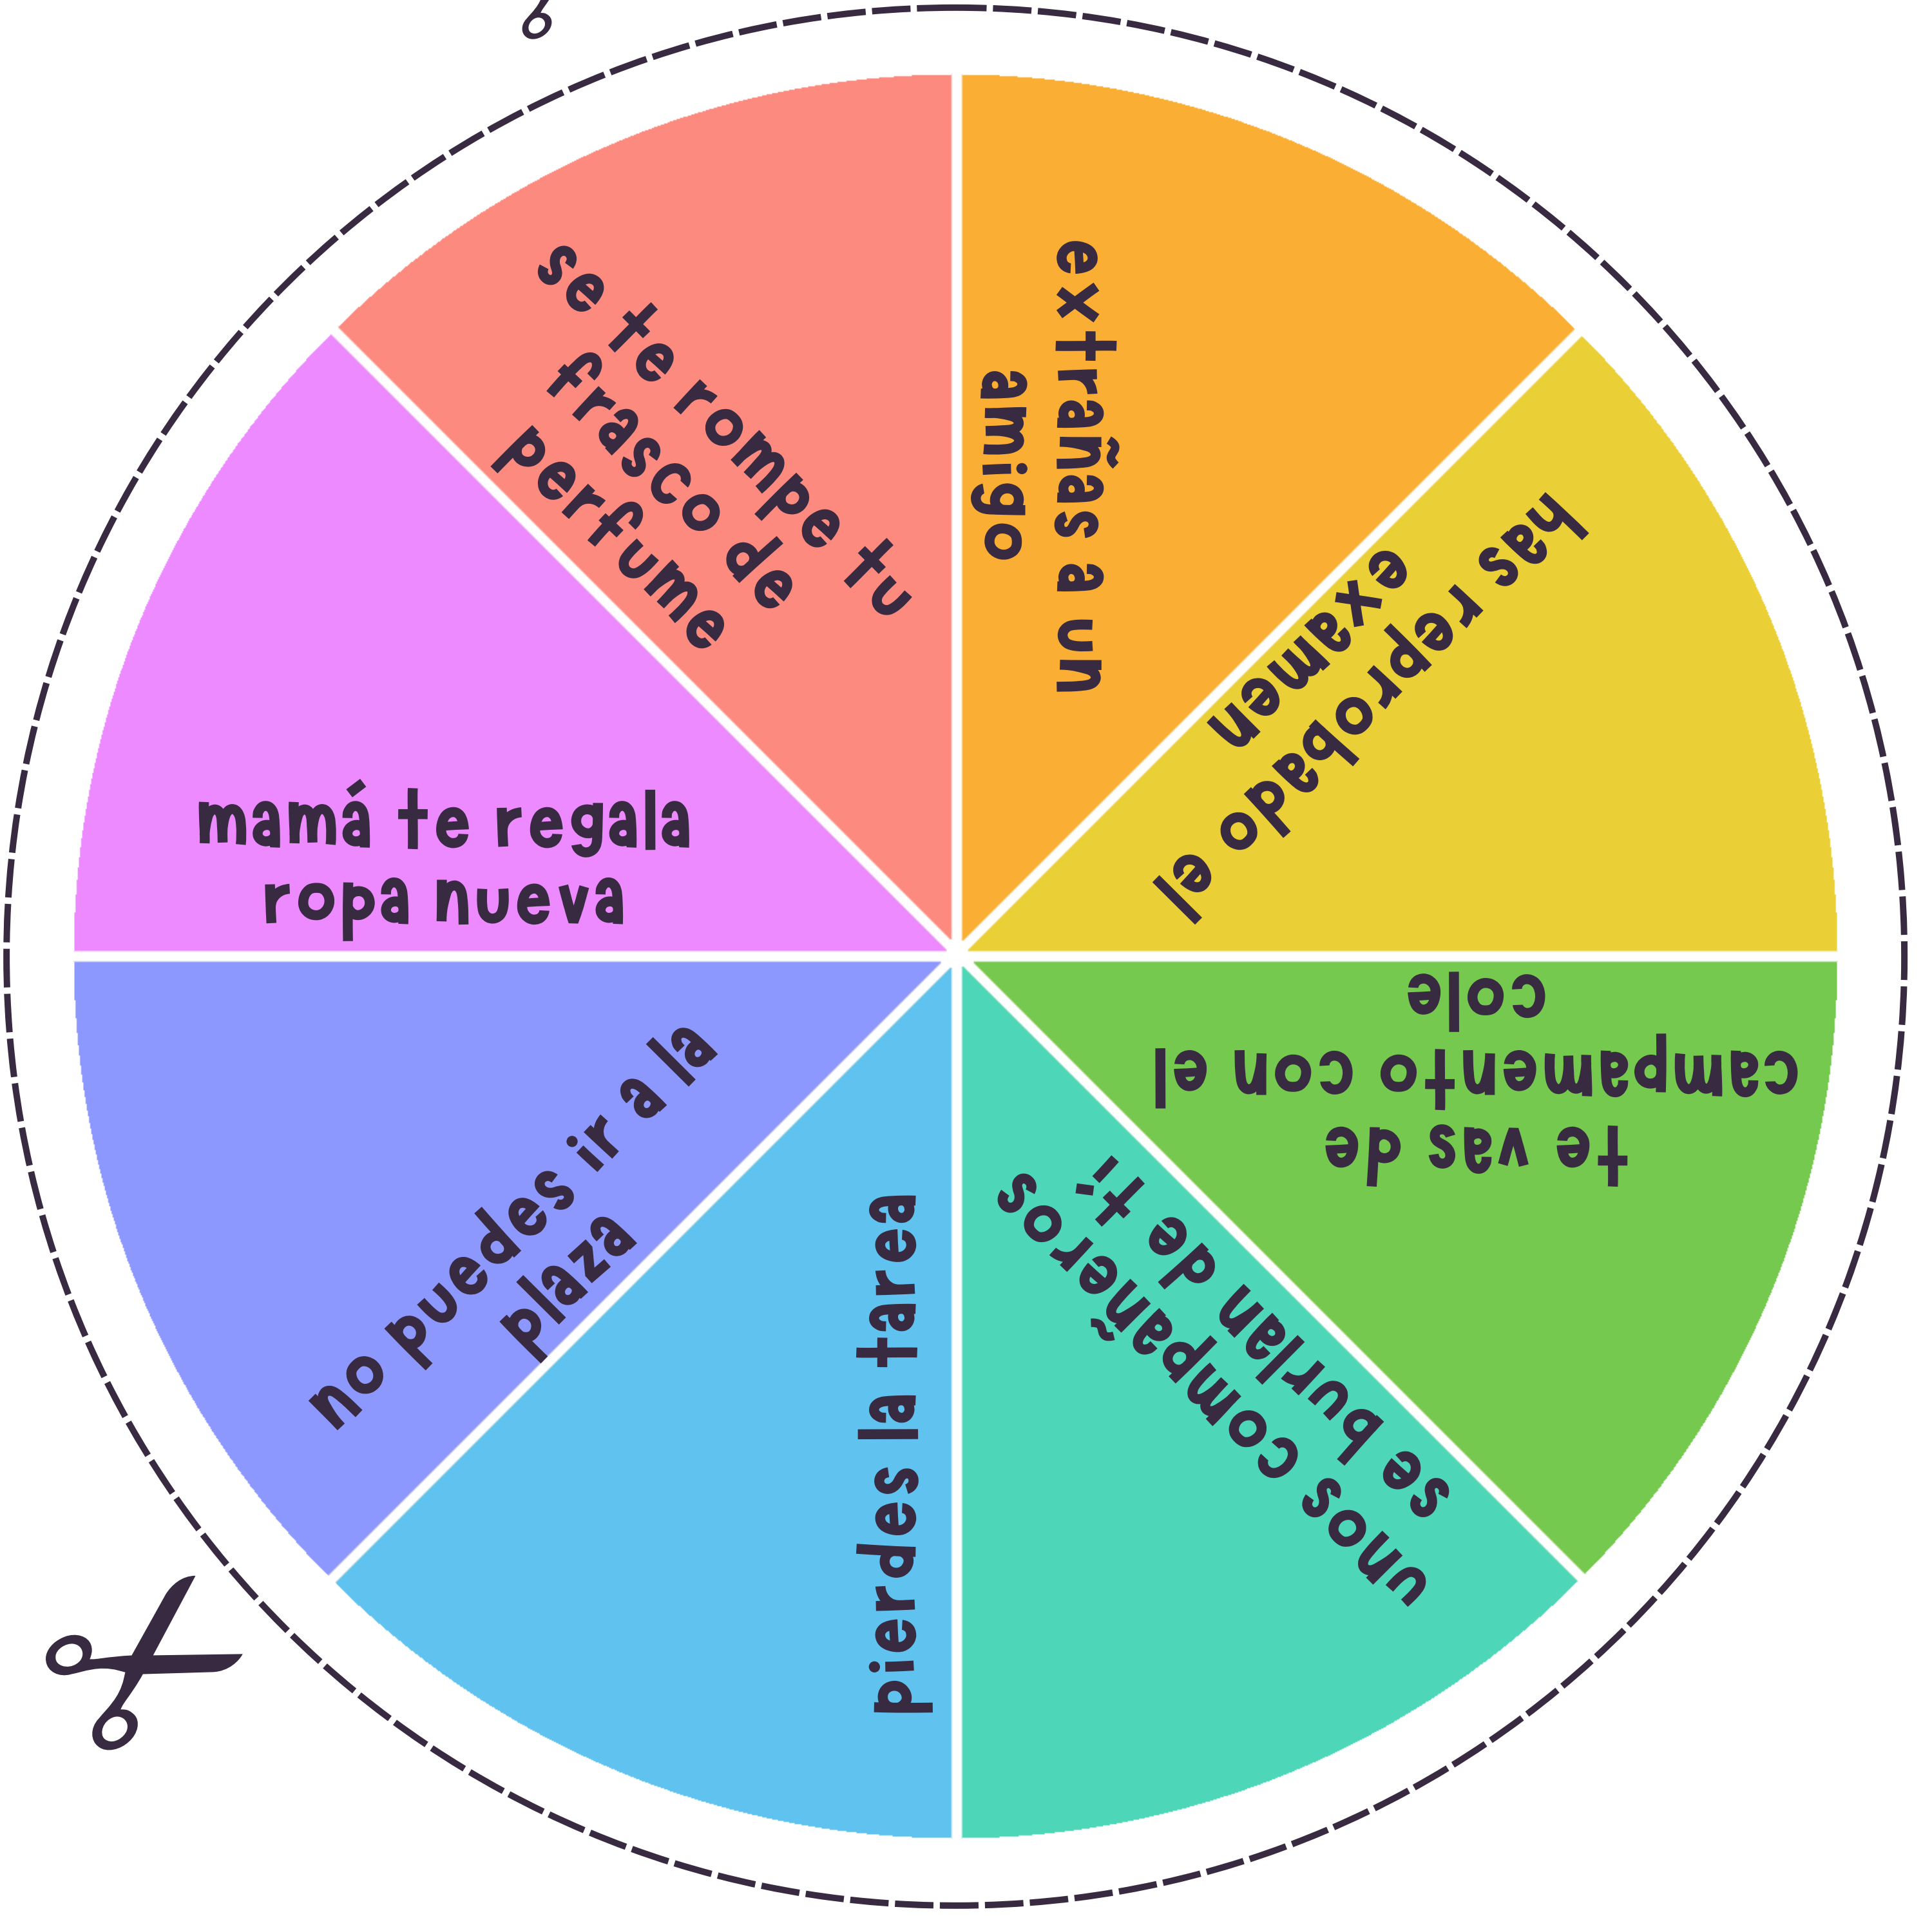 se te rompe tu
frasco de
perfume
extrañas a un
amigo
has reprobado el
examen
te vas de
campamento con el
cole
unos compañeros
se burlan de ti
pierdes la tarea
no puedes ir a la
plaza
mamá te regala
ropa nueva